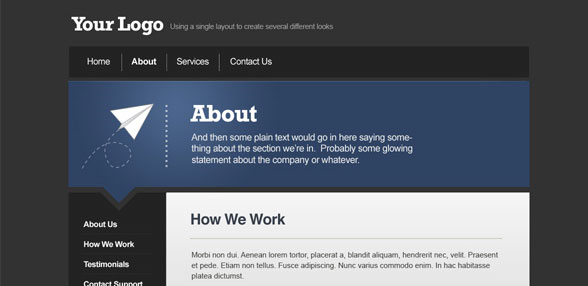 Your Logo Using a single layout to create several different looks
Home About Services Contact Us
About
And then some plain text would go in here saying some-
thing about the section we're in. Probably some glowing
statement about the company or whatever.
About Us
How We Work
Testimonials
Contact Support
How We Work
Morbi non dui. Aenean lorem tortor, placerat a, blandit aliquam, hendrerit nec, velit. Praesent
et pede. Etiam non tellus. Fusce adipiscing. Nunc varius commodo enim. In hac habitasse
platea dictumst.